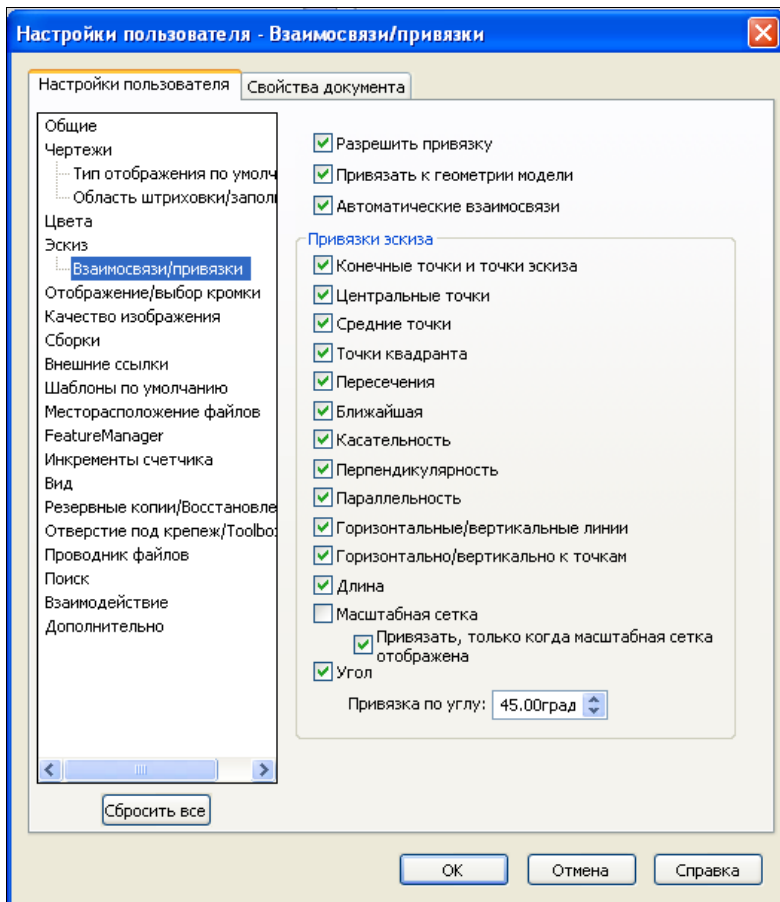 Настройки пользователя - Взаимосвязи/привязки
Настройки пользователя
Свойства документа
Общие
Чертежи
Тип отображения по умолч
Область штриховки/заполн
Цвета
Эскиз
Взаимосвязи/привязки
Отображение/выбор кромки
Качество изображения
Сборки
Внешние ссылки
Шаблоны по умолчанию
Месторасположение файлов
FeatureManager
Инкременты счетчика
Вид
Резервные копии/Восстановле
Отверстие под крепеж/Toolbo
Проводник файлов
Поиск
Взаимодействие
Дополнительно
Сбросить все
Разрешить привязку
Привязать к геометрии модели
Автоматические взаимосвязи
Привязки эскиза
Конечные точки и точки эскиза
Центральные точки
Средние точки
Точки квадранта
Пересечения
Ближайшая
Касательность
Перпендикулярность
Параллельность
Горизонтальные/вертикальные линии
Горизонтально/вертикально к точкам
Длина
Масштабная сетка
Привязать, только когда масштабная сетка
отображена
Угол
Привязка по углу: 45.00град
ОК
Отмена
Справка